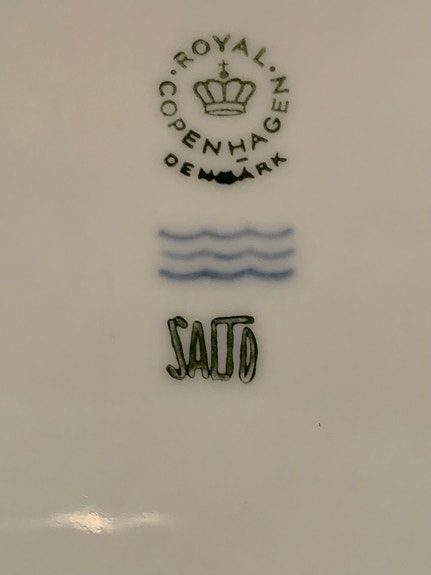 ROYAL
COPENHAGEN
DENMARK
SALTO